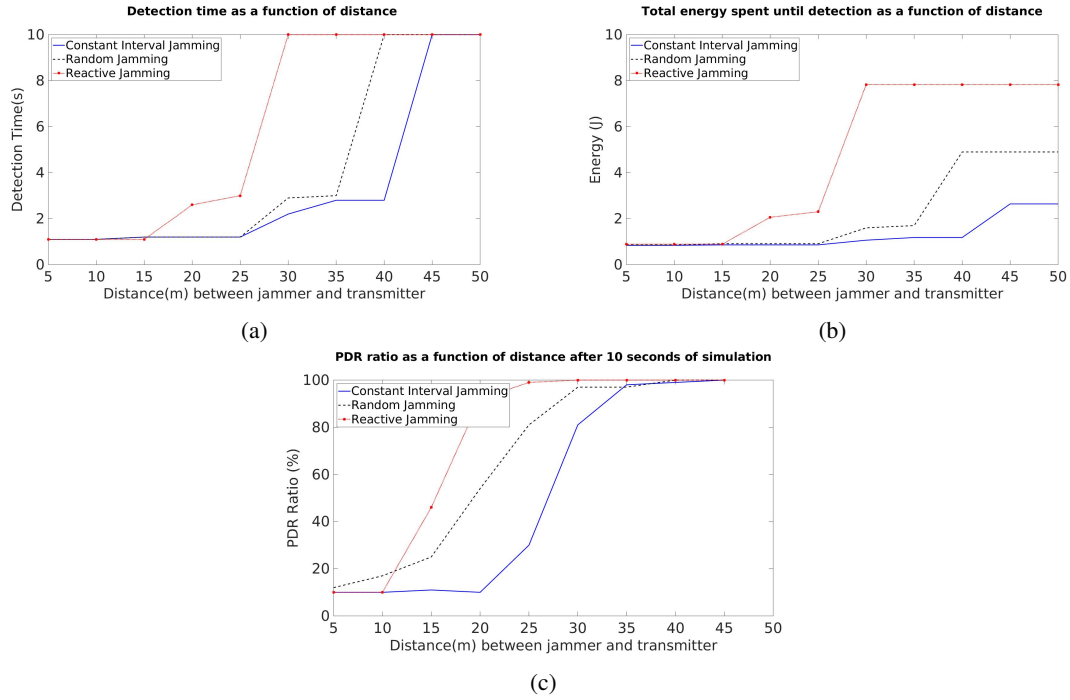 Detection time as a function of distance
10
8
6
4
2
0
Detection Time(s)
Constant Interval Jamming
Random Jamming
Reactive Jamming
5 10 15 20 25 30 35 40 45 50
Distance(m) between jammer and transmitter
(a)
Total energy spent until detection as a function of distance
10
8
6
4
2
0
Energy (J)
Constant Interval Jamming
Random Jamming
Reactive Jamming
5 10 15 20 25 30 35 40 45 50
Distance(m) between jammer and transmitter
(b)
PDR ratio as a function of distance after 10 seconds of simulation
100
80
60
40
20
0
PDR Ratio (%)
Constant Interval Jamming
Random Jamming
Reactive Jamming
5 10 15 20 25 30 35 40 45 50
Distance(m) between jammer and transmitter
(c)